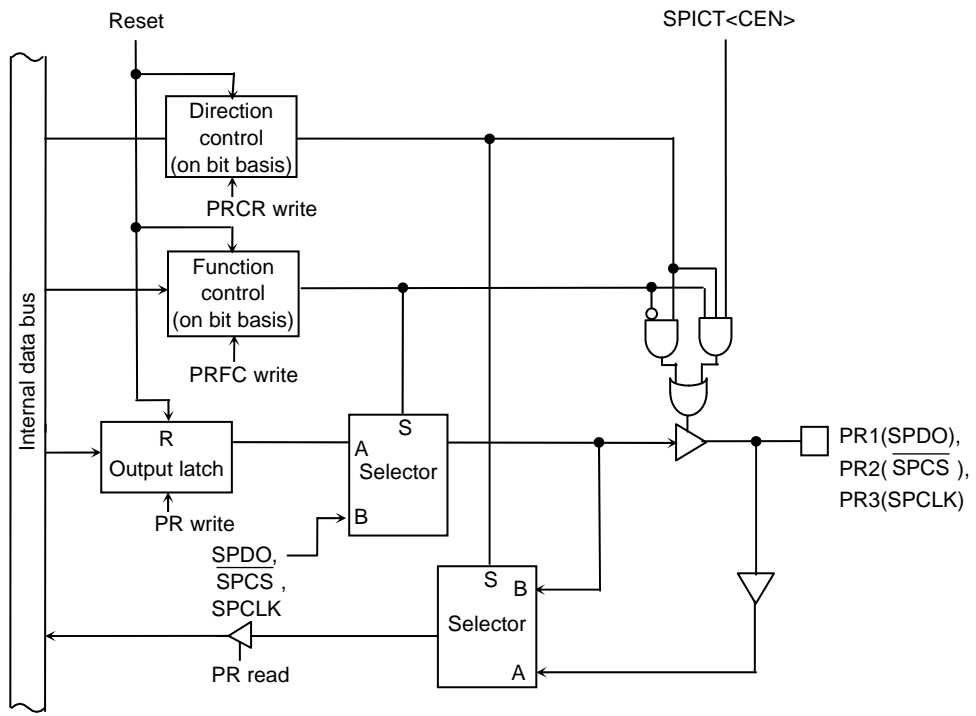 Reset
SPICT<CEN>
Direction
control
(on bit basis)
PRCR write
Function
control
(on bit basis)
PRFC write
Internal data bus
R
Output latch
PR write
S
A
Selector
B
SPDO,
SPCS ,
SPCLK
PR1(SPDO),
PR2( SPCS ),
PR3(SPCLK)
S
B
Selector
A
PR read